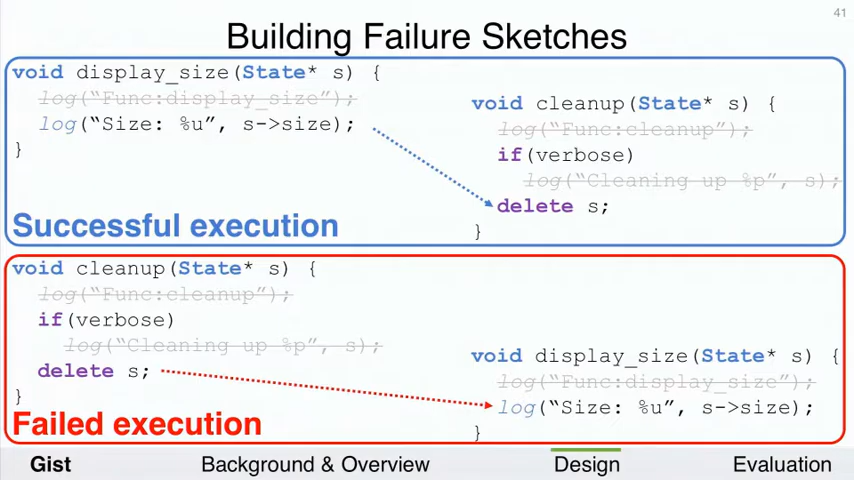 41
Building Failure Sketches
void display_size(State* s) {
log(“Func:display_size”);
log(“Size: %u”, s->size);
}
Successful execution
void cleanup(State* s) {
log(“Func:cleanup”);
if(verbose)
log(“Cleaning up %p”, s);
delete s;
}
void cleanup(State* s) {
log(“Func:cleanup”);
if(verbose)
log(“Cleaning up %p”, s);
delete s;
}
Failed execution
void display_size(State* s) {
log(“Func:display_size”);
log(“Size: %u”, s->size);
}
Gist Background & Overview Design Evaluation